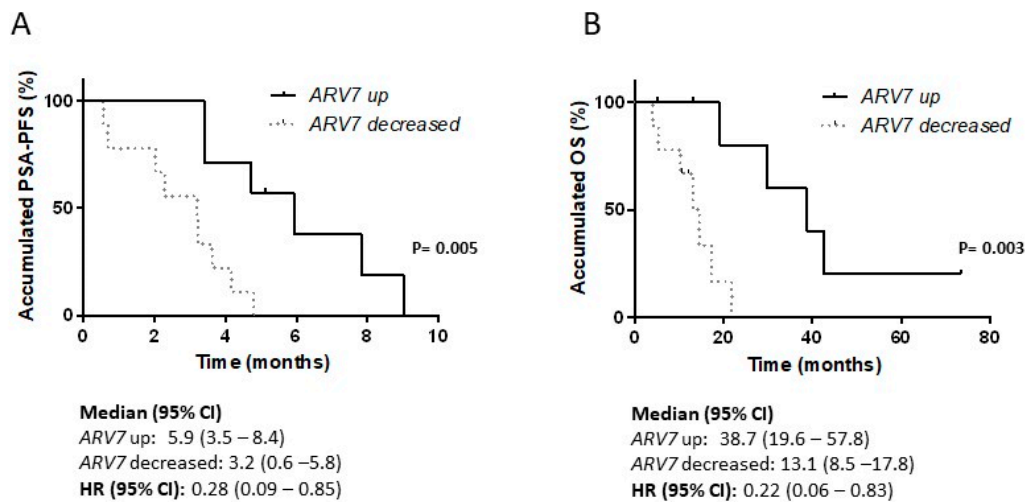 A
Accumulated PSA-PFS (%)
100
50
0
ARV7 up
ARV7 decreased
P= 0.005
0 2 4 6 8 10
Time (months)
Median (95% CI)
ARV7 up: 5.9 (3.5 – 8.4)
ARV7 decreased: 3.2 (0.6 –5.8)
HR (95% CI): 0.28 (0.09 – 0.85)
B
Accumulated OS (%)
100
50
0
ARV7 up
ARV7 decreased
P= 0.003
0 20 40 60 80
Time (months)
Median (95% CI)
ARV7 up: 38.7 (19.6 – 57.8)
ARV7 decreased: 13.1 (8.5 –17.8)
HR (95% CI): 0.22 (0.06 – 0.83)